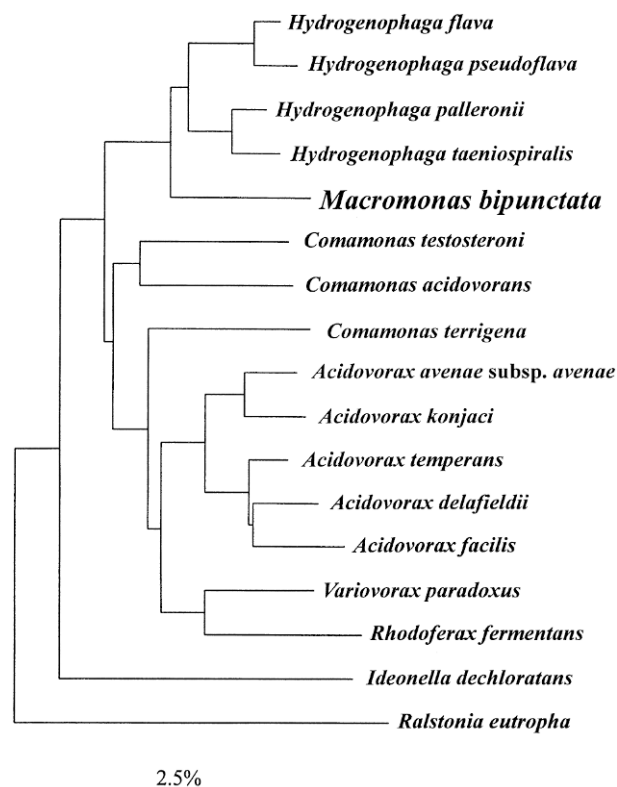 Hydrogenophaga flava
Hydrogenophaga pseudoflava
Hydrogenophaga palleronii
Hydrogenophaga taeniospiralis
Macromonas bipunctata
Comamonas testosteroni
Comamonas acidovorans
Comamonas terrigena
Acidovorax avenae subsp. avenae
Acidovorax konjaci
Acidovorax temperans
Acidovorax delafieldii
Acidovorax facilis
Variovorax paradoxus
Rhodoferax fermentans
Ideonella dechloratans
Ralstonia eutropha
2.5%